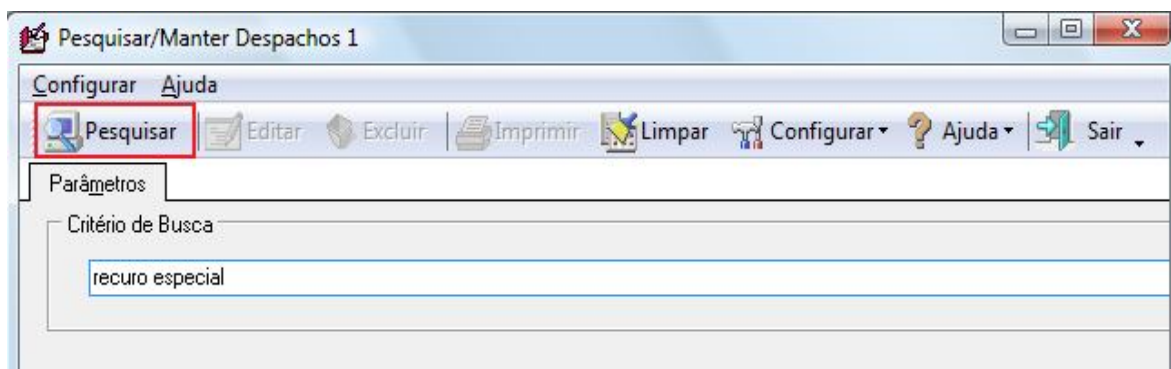 Pesquisar/Manter Despachos 1
Configurar Ajuda
Pesquisar Editar Excluir Imprimir Limpar Configurar Ajuda Sair
Parâmetros
Critério de Busca
recuro especial